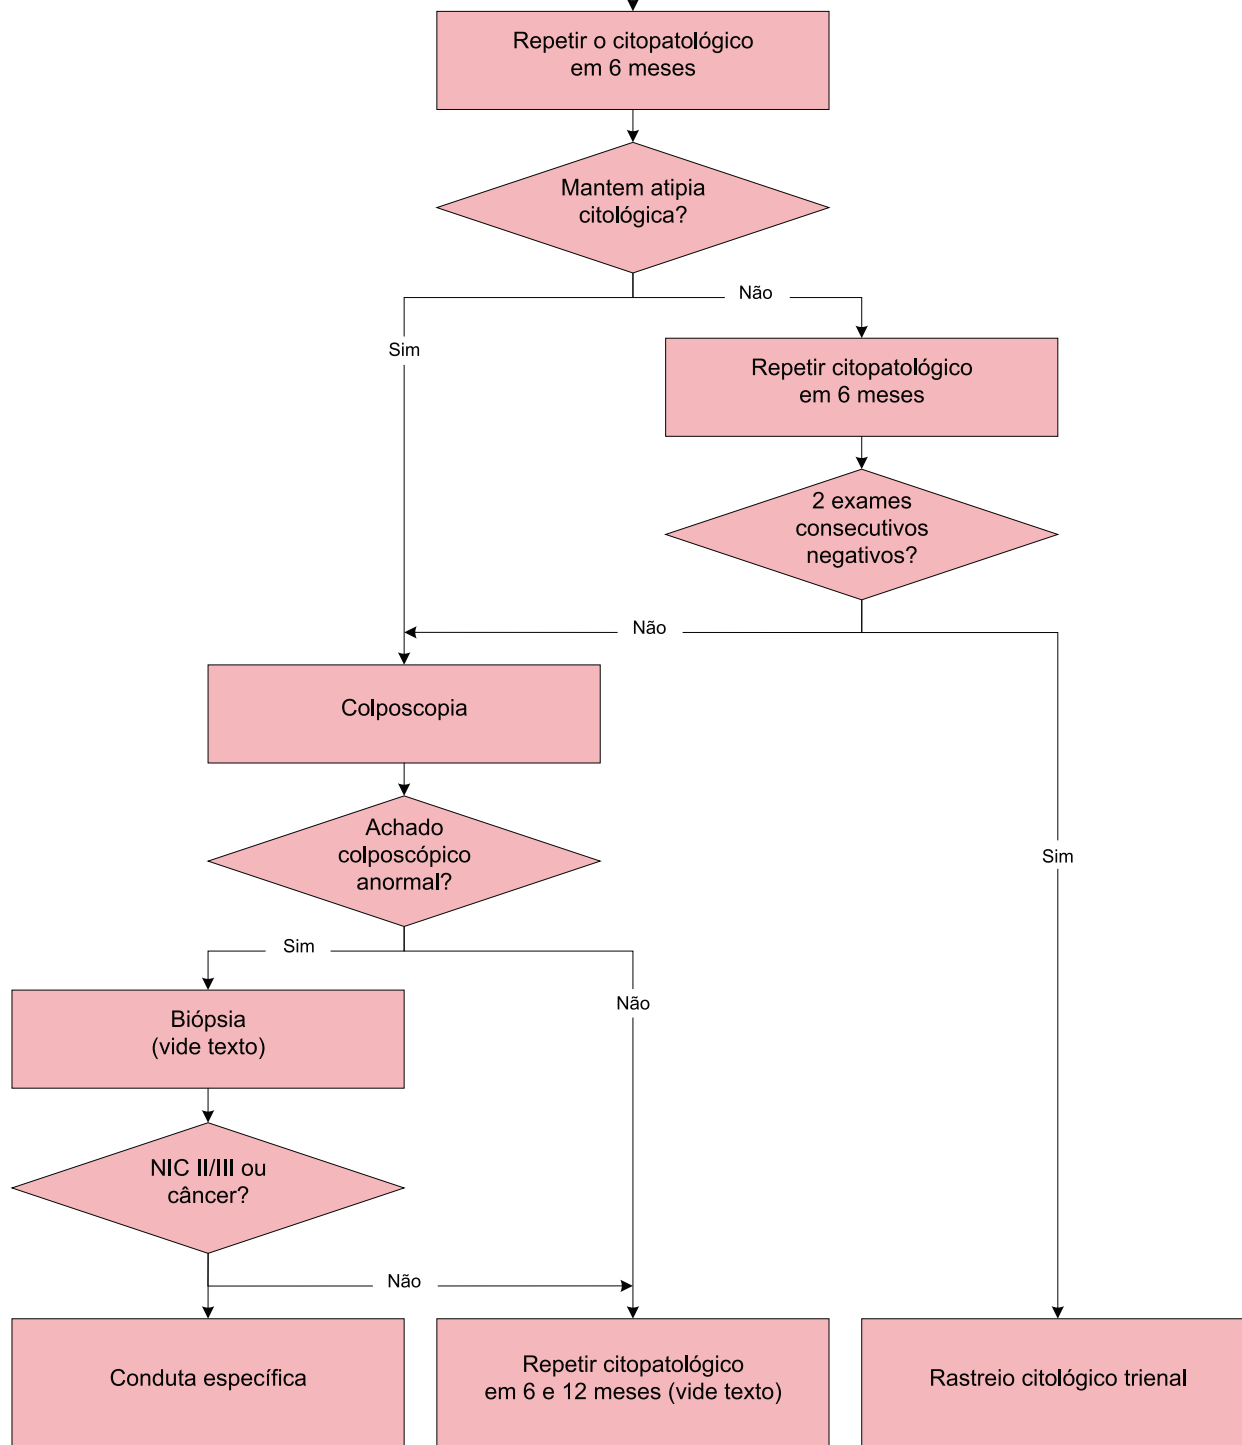 Repetir o citopatológico
em 6 meses
Mantem atipia
citológica?
Não
Sim
Repetir citopatológico
em 6 meses
2 exames
consecutivos
negativos?
Não
Colposcopia
Achado
colposcópico
anormal?
Sim
Sim
Não
Biópsia
(vide texto)
NIC II/III ou
câncer?
Não
Conduta específica
Repetir citopatológico
em 6 e 12 meses (vide texto)
Rastreio citológico trienal